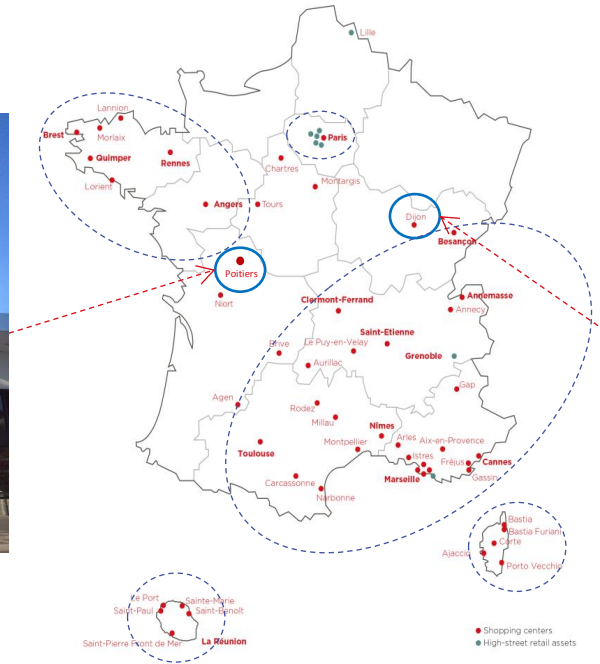 Lille
Lannion
Brest
Morlaix
Paris
Quimper
Rennes
Chartres
Lorient
Montargis
Angers
Tours
Dijon
Besançon
Poitiers
Niort
Clermont-Ferrand
Annemasse
Annecy
Saint-Etienne
Brive
Le Puy-en-Velay
Grenoble
Aurillac
Gap
Agen
Rodez
Millau
Nîmes
Toulouse
Montpellier
Arles
Aix-en-Provence
Istres
Fréjus
Cannes
Carcassonne
Marseille
Gassin
Narbonne
Bastia
Bastia Furiani
Corte
Ajaccio
Porto Vecchio
Le Port
Sainte-Marie
Saint-Paul
Saint-Benoît
Saint-Pierre Front de Mer
La Réunion
Shopping centers
High-street retail assets